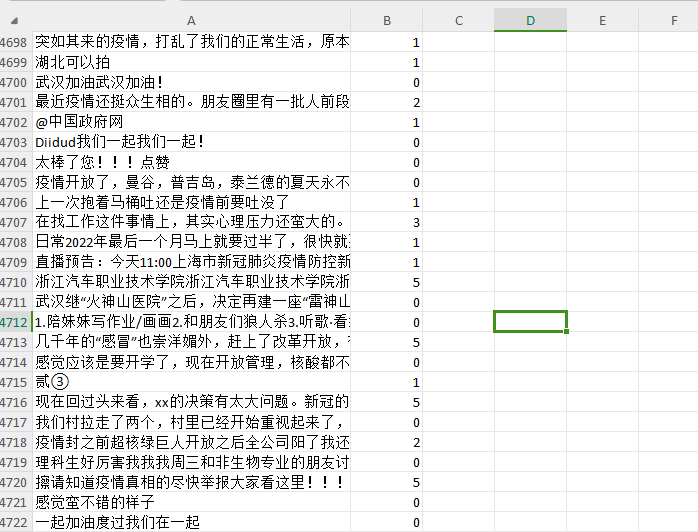 A B C D E F
4698 突如其来的疫情，打乱了我们的正常生活，原本 1
4699 湖北可以拍 1
4700 武汉加油武汉加油！ 0
4701 最近疫情还挺众生相的。朋友圈里有一批人前段 2
4702 @中国政府网 1
4703 Diidud我们一起我们一起！ 0
4704 太棒了您！！！点赞 0
4705 疫情开放了，曼谷，普吉岛，泰兰德的夏天永不 0
4706 上一次抱着马桶吐还是疫情前要吐没了 1
4707 在找工作这件事情上，其实心理压力还蛮大的。 3
4708 日常2022年最后一个月马上就要过半了，很快就 1
4709 直播预告：今天11:00上海市新冠肺炎疫情防控新 1
4710 浙江汽车职业技术学院浙江汽车职业技术学院浙 5
4711 武汉继“火神山医院”之后，决定再建一座“雷神山 0
4712 1.陪妹妹写作业/画画2.和朋友们狼人杀3.听歌·看 0
4713 几千年的“感冒”也崇洋媚外，赶上了改革开放， 5
4714 感觉应该是要开学了，现在开放管理，核酸都不 0
4715 贰③ 1
4716 现在回过头来看，xx的决策有太大问题。新冠的 5
4717 我们村拉走了两个，村里已经开始重视起来了， 0
4718 疫情封之前超核绿巨人开放之后全公司阳了我还 2
4719 理科生好厉害我我我周三和非生物专业的朋友讨 0
4720 擦请知道疫情真相的尽快举报大家看这里！！！ 5
4721 感觉蛮不错的样子 0
4722 一起加油度过我们在一起 0